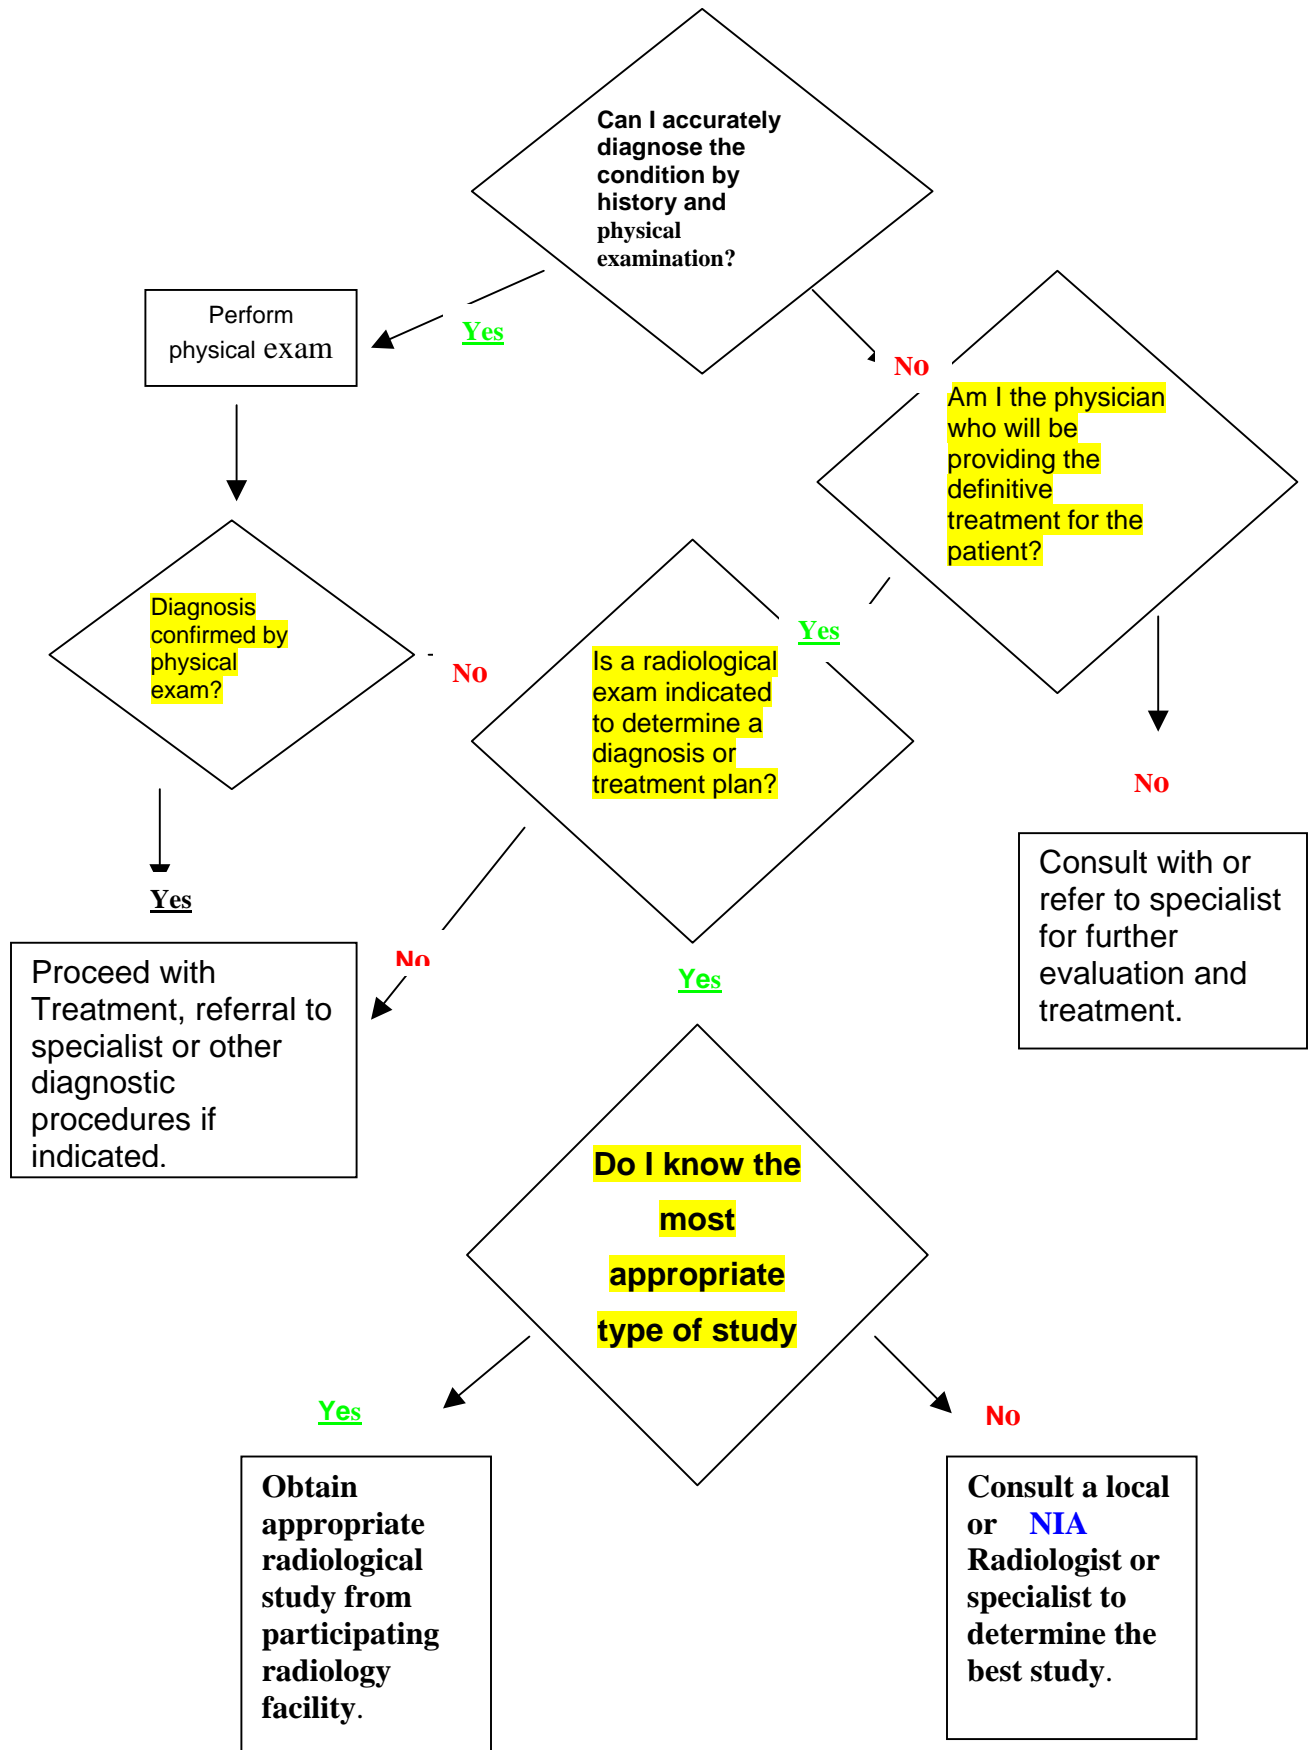 Can I accurately
diagnose the
condition by
history and
physical
examination?
Perform
physical exam
Yes
No
Am I the physician
who will be
providing the
definitive
treatment for the
patient?
Diagnosis
confirmed by
physical
exam?
No
Yes
Is a radiological
exam indicated
to determine a
diagnosis or
treatment plan?
No
Consult with or
refer to specialist
for further
evaluation and
treatment.
Yes
Proceed with
Treatment, referral to
specialist or other
diagnostic
procedures if
indicated.
No
Yes
Do I know the
most
appropriate
type of study
Yes
No
Obtain
appropriate
radiological
study from
participating
radiology
facility.
Consult a local
or NIA
Radiologist or
specialist to
determine the
best study.